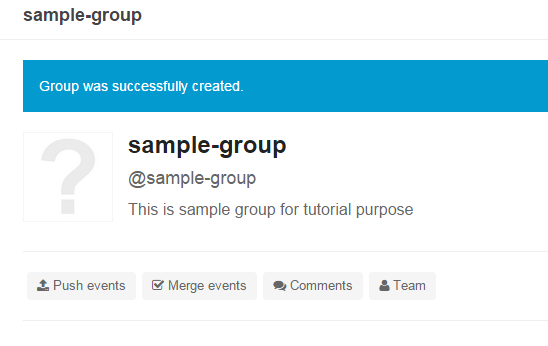 sample-group
Group was successfully created.
sample-group
@sample-group
This is sample group for tutorial purpose
Push events Merge events Comments Team